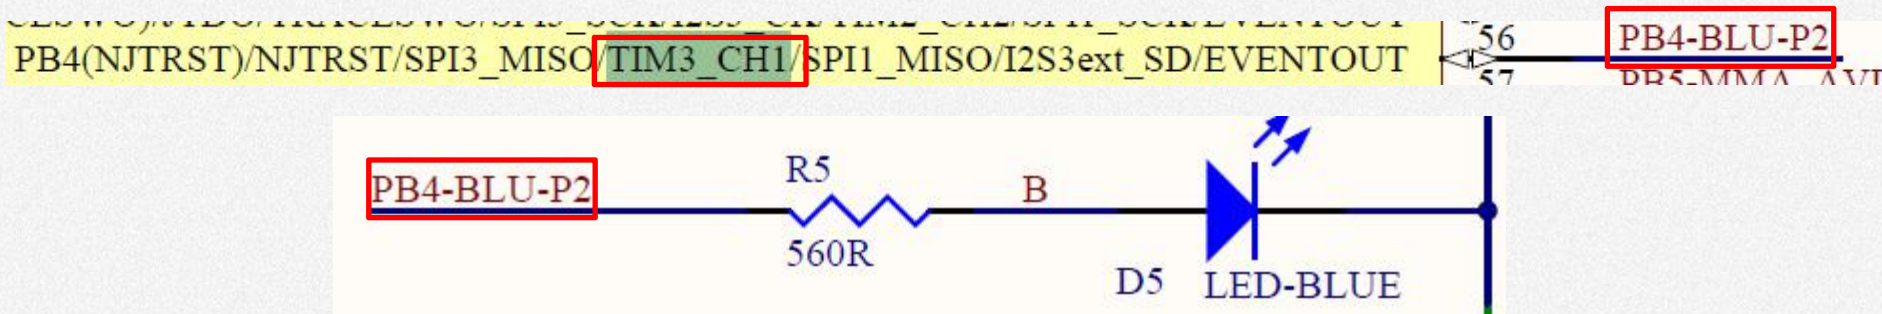 PB4(NJTRST)/NJTRST/SPI3_MISO/TIM3_CH1/SPI1_MISO/I2S3ext_SD/EVENTOUT
56
PB4-BLU-P2
57
PB4-BLU-P2
R5
B
560R
D5
LED-BLUE